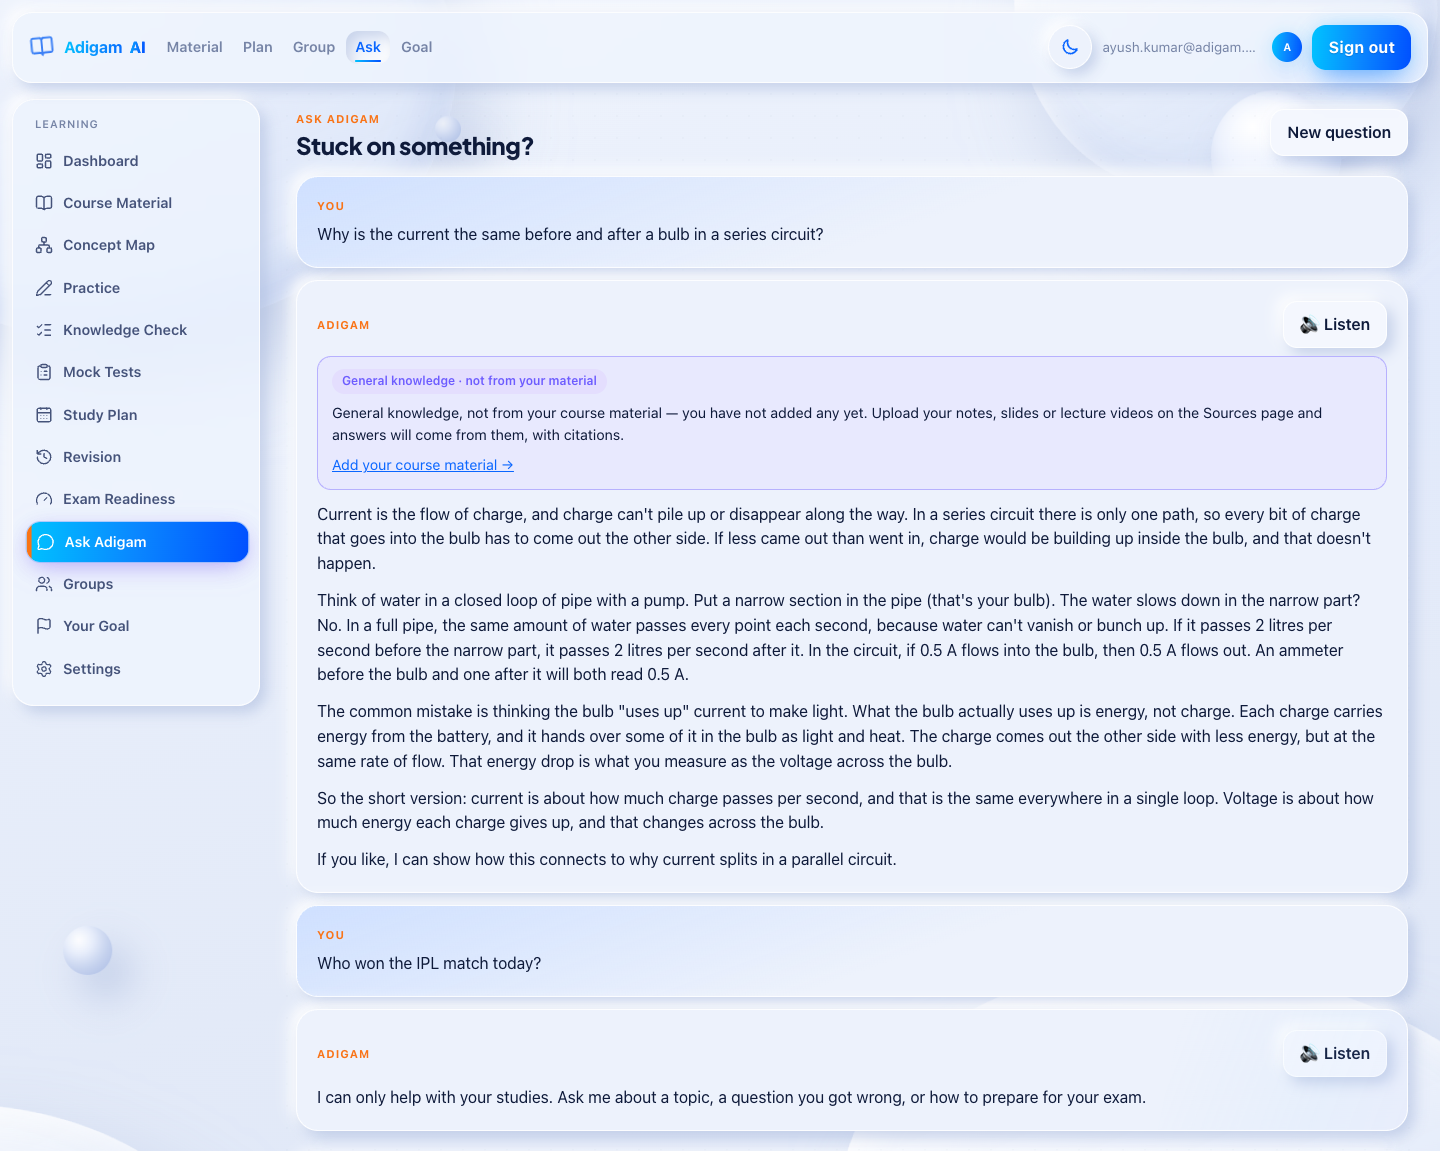 Adigam AI
Material
Plan
Group
Ask
Goal
ayush.kumar@adigam....
A
Sign out
LEARNING
Dashboard
Course Material
Concept Map
Practice
Knowledge Check
Mock Tests
Study Plan
Revision
Exam Readiness
Ask Adigam
Groups
Your Goal
Settings
ASK ADIGAM
Stuck on something?
New question
YOU
Why is the current the same before and after a bulb in a series circuit?
ADIGAM
Listen
General knowledge · not from your material
General knowledge, not from your course material — you have not added any yet. Upload your notes, slides or lecture videos on the Sources page and
answers will come from them, with citations.
Add your course material →
Current is the flow of charge, and charge can't pile up or disappear along the way. In a series circuit there is only one path, so every bit of charge
that goes into the bulb has to come out the other side. If less came out than went in, charge would be building up inside the bulb, and that doesn't
happen.
Think of water in a closed loop of pipe with a pump. Put a narrow section in the pipe (that's your bulb). The water slows down in the narrow part?
No. In a full pipe, the same amount of water passes every point each second, because water can't vanish or bunch up. If it passes 2 litres per
second before the narrow part, it passes 2 litres per second after it. In the circuit, if 0.5 A flows into the bulb, then 0.5 A flows out. An ammeter
before the bulb and one after it will both read 0.5 A.
The common mistake is thinking the bulb "uses up" current to make light. What the bulb actually uses up is energy, not charge. Each charge carries
energy from the battery, and it hands over some of it in the bulb as light and heat. The charge comes out the other side with less energy, but at the
same rate of flow. That energy drop is what you measure as the voltage across the bulb.
So the short version: current is about how much charge passes per second, and that is the same everywhere in a single loop. Voltage is about how
much energy each charge gives up, and that changes across the bulb.
If you like, I can show how this connects to why current splits in a parallel circuit.
YOU
Who won the IPL match today?
ADIGAM
Listen
I can only help with your studies. Ask me about a topic, a question you got wrong, or how to prepare for your exam.